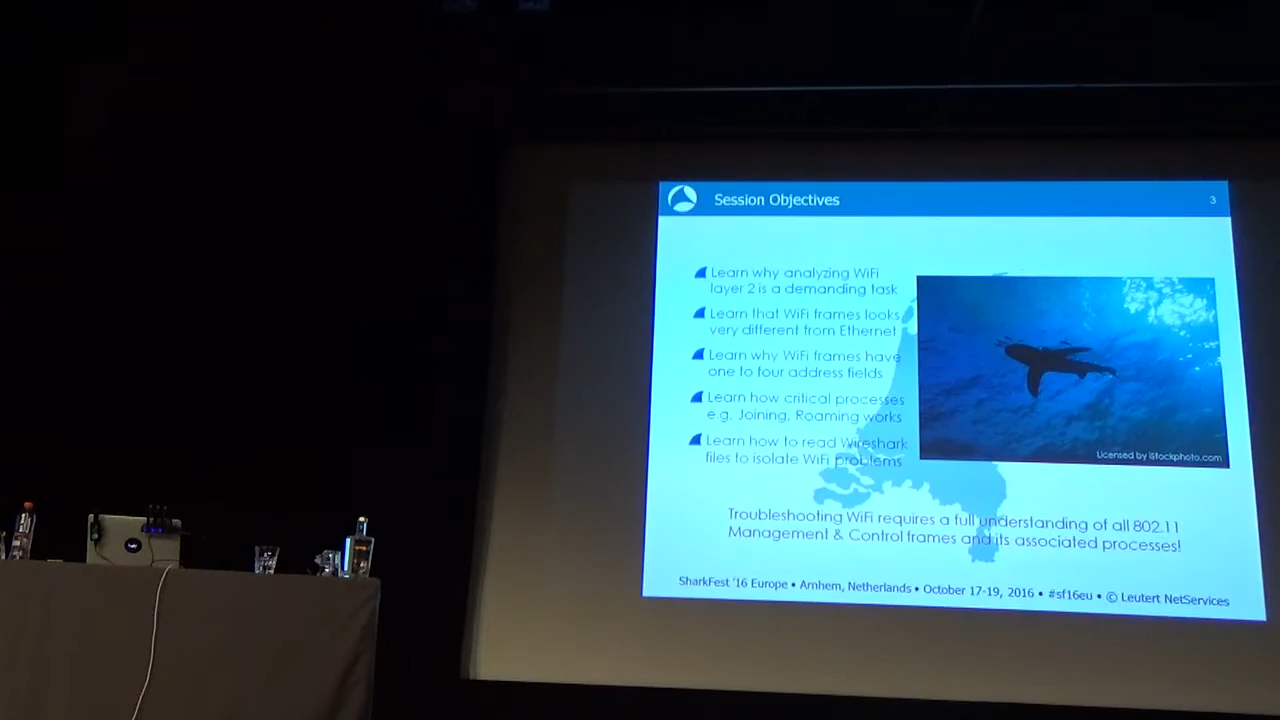 Session Objectives
3
Learn why analyzing WiFi
layer 2 is a demanding task
Learn that WiFi frames looks
very different from Ethernet
Learn why WiFi frames have
one to four address fields
Learn how critical processes
e.g. Joining, Roaming works
Learn how to read Wireshark
files to isolate WiFi problems
Licensed by iStockphoto.com
Troubleshooting WiFi requires a full understanding of all 802.11
Management & Control frames and its associated processes!
SharkFest '16 Europe • Arnhem, Netherlands • October 17-19, 2016 • #sf16eu • © Leutert NetServices